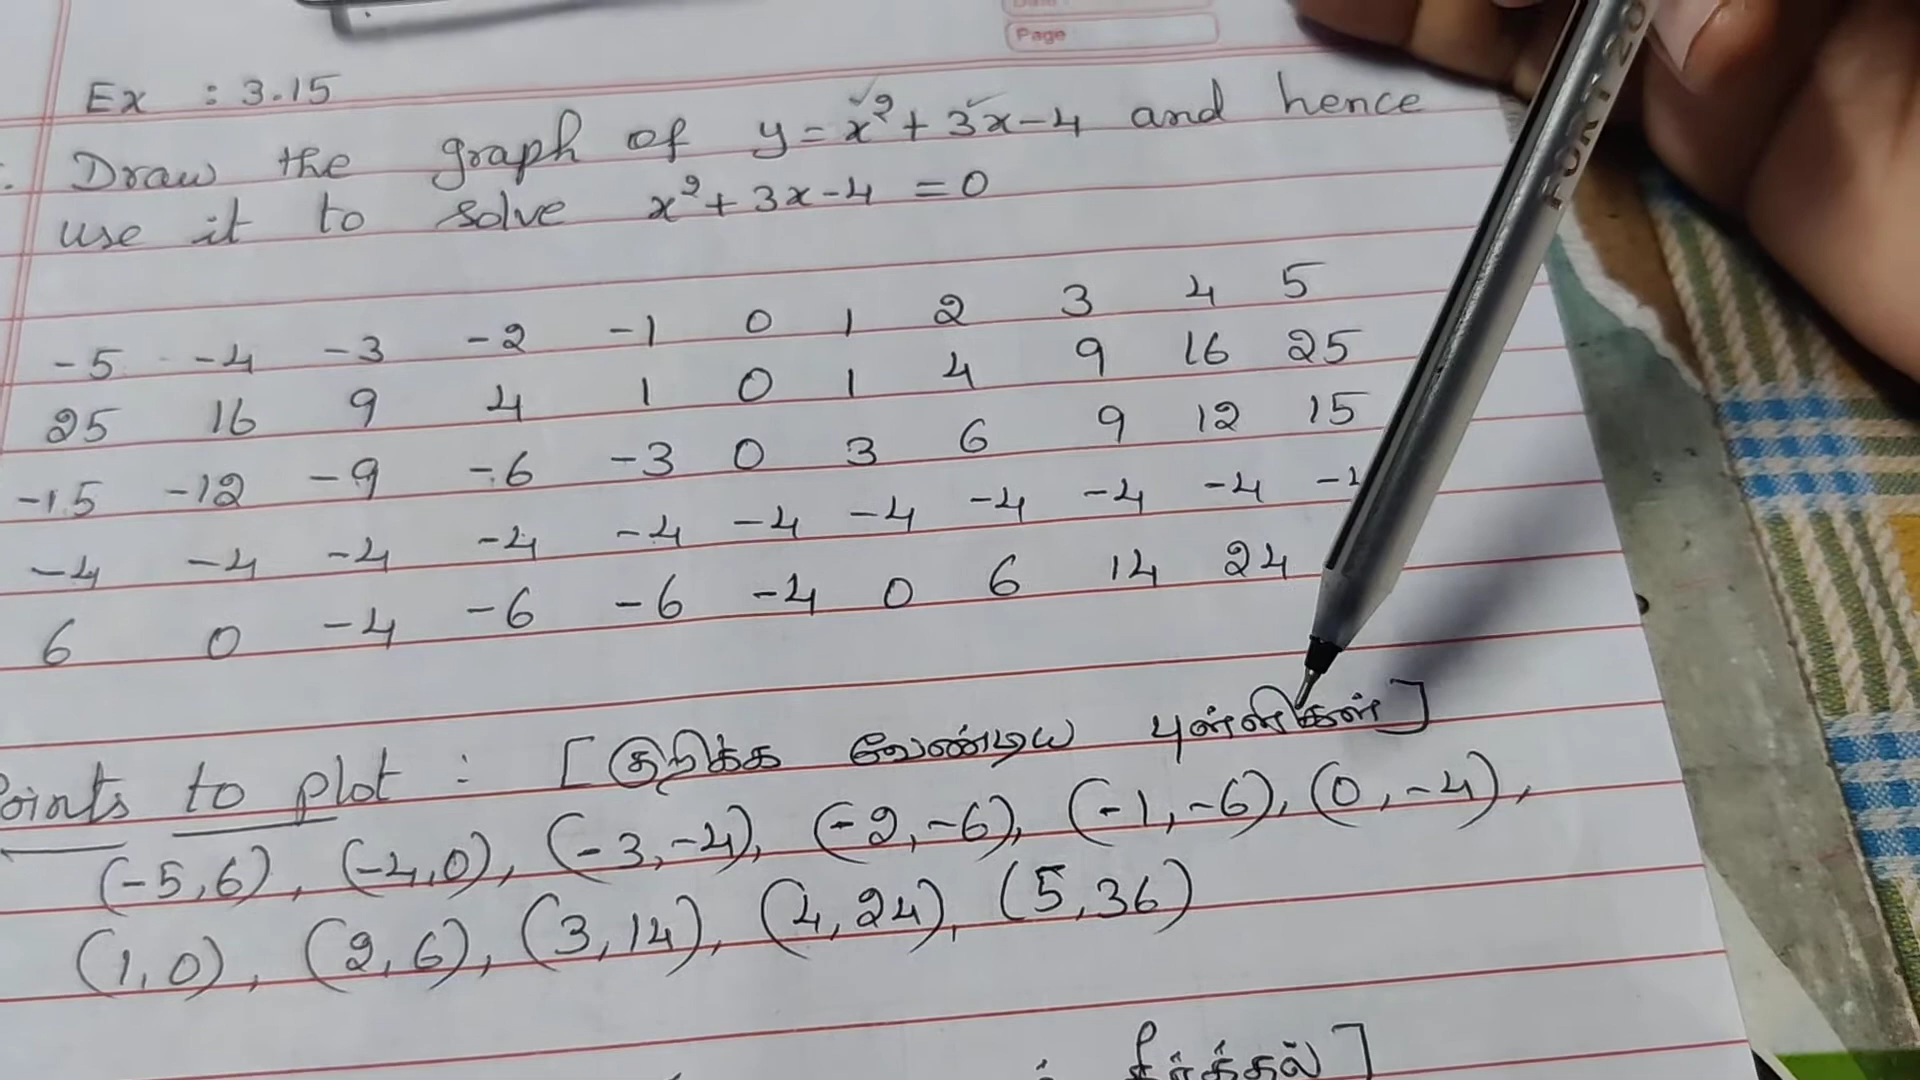 Page
Ex : 3.15
Draw the graph of y = x² + 3x - 4 and hence
use it to solve x² + 3x - 4 = 0
-5 -4 -3 -2 -1 0 1 2 3 4 5
25 16 9 4 1 0 1 4 9 16 25
-15 -12 -9 -6 -3 0 3 6 9 12 15
-4 -4 -4 -4 -4 -4 -4 -4 -4 -4
6 0 -4 -6 -6 -4 0 6 14 24
Points to plot : [குறிக்க வேண்டிய புள்ளிகள்]
(-5,6), (-4,0), (-3,-4), (-2,-6), (-1,-6), (0,-4),
(1,0), (2,6), (3,14), (4,24), (5,36)